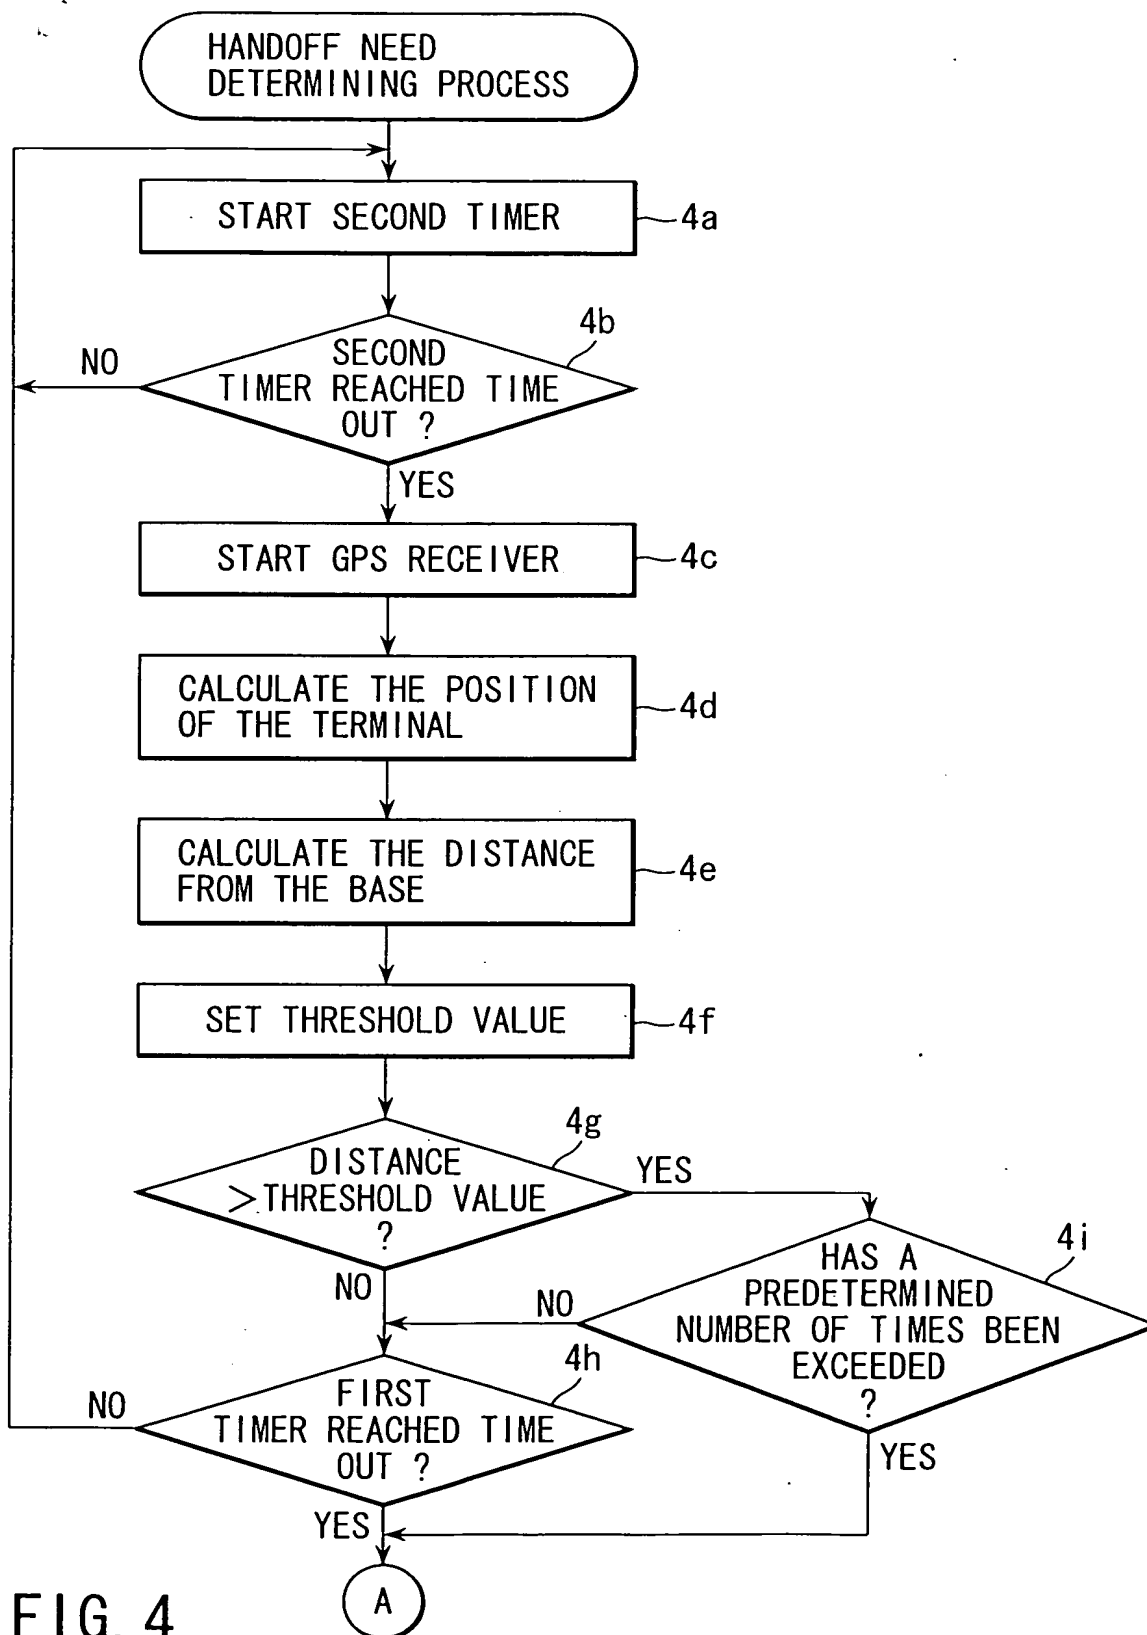 HANDOFF NEED
DETERMINING PROCESS
START SECOND TIMER
4a
4b
SECOND
TIMER REACHED TIME
OUT ?
NO
YES
START GPS RECEIVER
4c
CALCULATE THE POSITION
OF THE TERMINAL
4d
CALCULATE THE DISTANCE
FROM THE BASE
4e
SET THRESHOLD VALUE
4f
4g
DISTANCE
>THRESHOLD VALUE
?
YES
NO
4i
HAS A
PREDETERMINED
NUMBER OF TIMES BEEN
EXCEEDED
?
NO
YES
4h
FIRST
TIMER REACHED TIME
OUT ?
NO
YES
A
FIG. 4